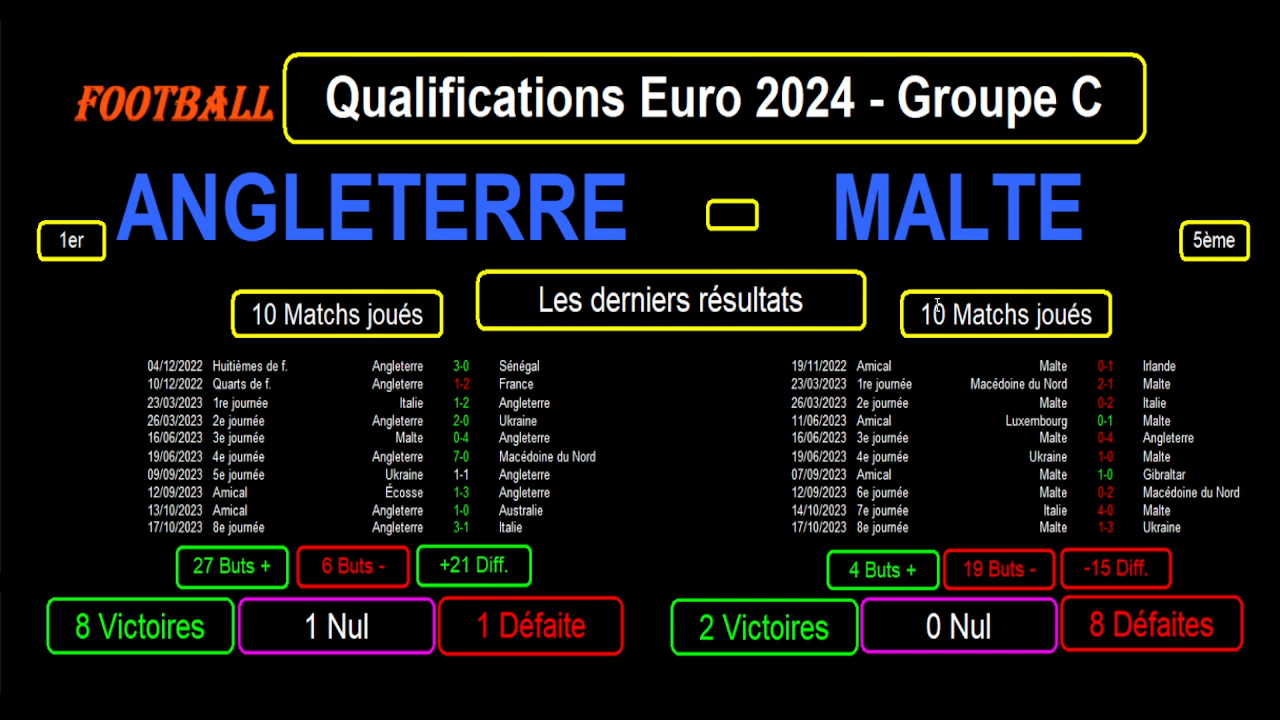 FOOTBALL
Qualifications Euro 2024 - Groupe C
ANGLETERRE
MALTE
1er
5ème
Les derniers résultats
10 Matchs joués
10 Matchs joués
04/12/2022 Huitièmes de f. Angleterre 3-0 Sénégal
10/12/2022 Quarts de f. Angleterre 1-2 France
23/03/2023 1re journée Italie 1-2 Angleterre
26/03/2023 2e journée Angleterre 2-0 Ukraine
16/06/2023 3e journée Malte 0-4 Angleterre
19/06/2023 4e journée Angleterre 7-0 Macédoine du Nord
09/09/2023 5e journée Ukraine 1-1 Angleterre
12/09/2023 Amical Écosse 1-3 Angleterre
13/10/2023 Amical Angleterre 1-0 Australie
17/10/2023 8e journée Angleterre 3-1 Italie
19/11/2022 Amical Malte 0-1 Irlande
23/03/2023 1re journée Macédoine du Nord 2-1 Malte
26/03/2023 2e journée Malte 0-2 Italie
11/06/2023 Amical Luxembourg 0-1 Malte
16/06/2023 3e journée Malte 0-4 Angleterre
19/06/2023 4e journée Ukraine 1-0 Malte
07/09/2023 Amical Malte 1-0 Gibraltar
12/09/2023 6e journée Malte 0-2 Macédoine du Nord
14/10/2023 7e journée Italie 4-0 Malte
17/10/2023 8e journée Malte 1-3 Ukraine
27 Buts + 6 Buts - +21 Diff.
8 Victoires 1 Nul 1 Défaite
4 Buts + 19 Buts - -15 Diff.
2 Victoires 0 Nul 8 Défaites